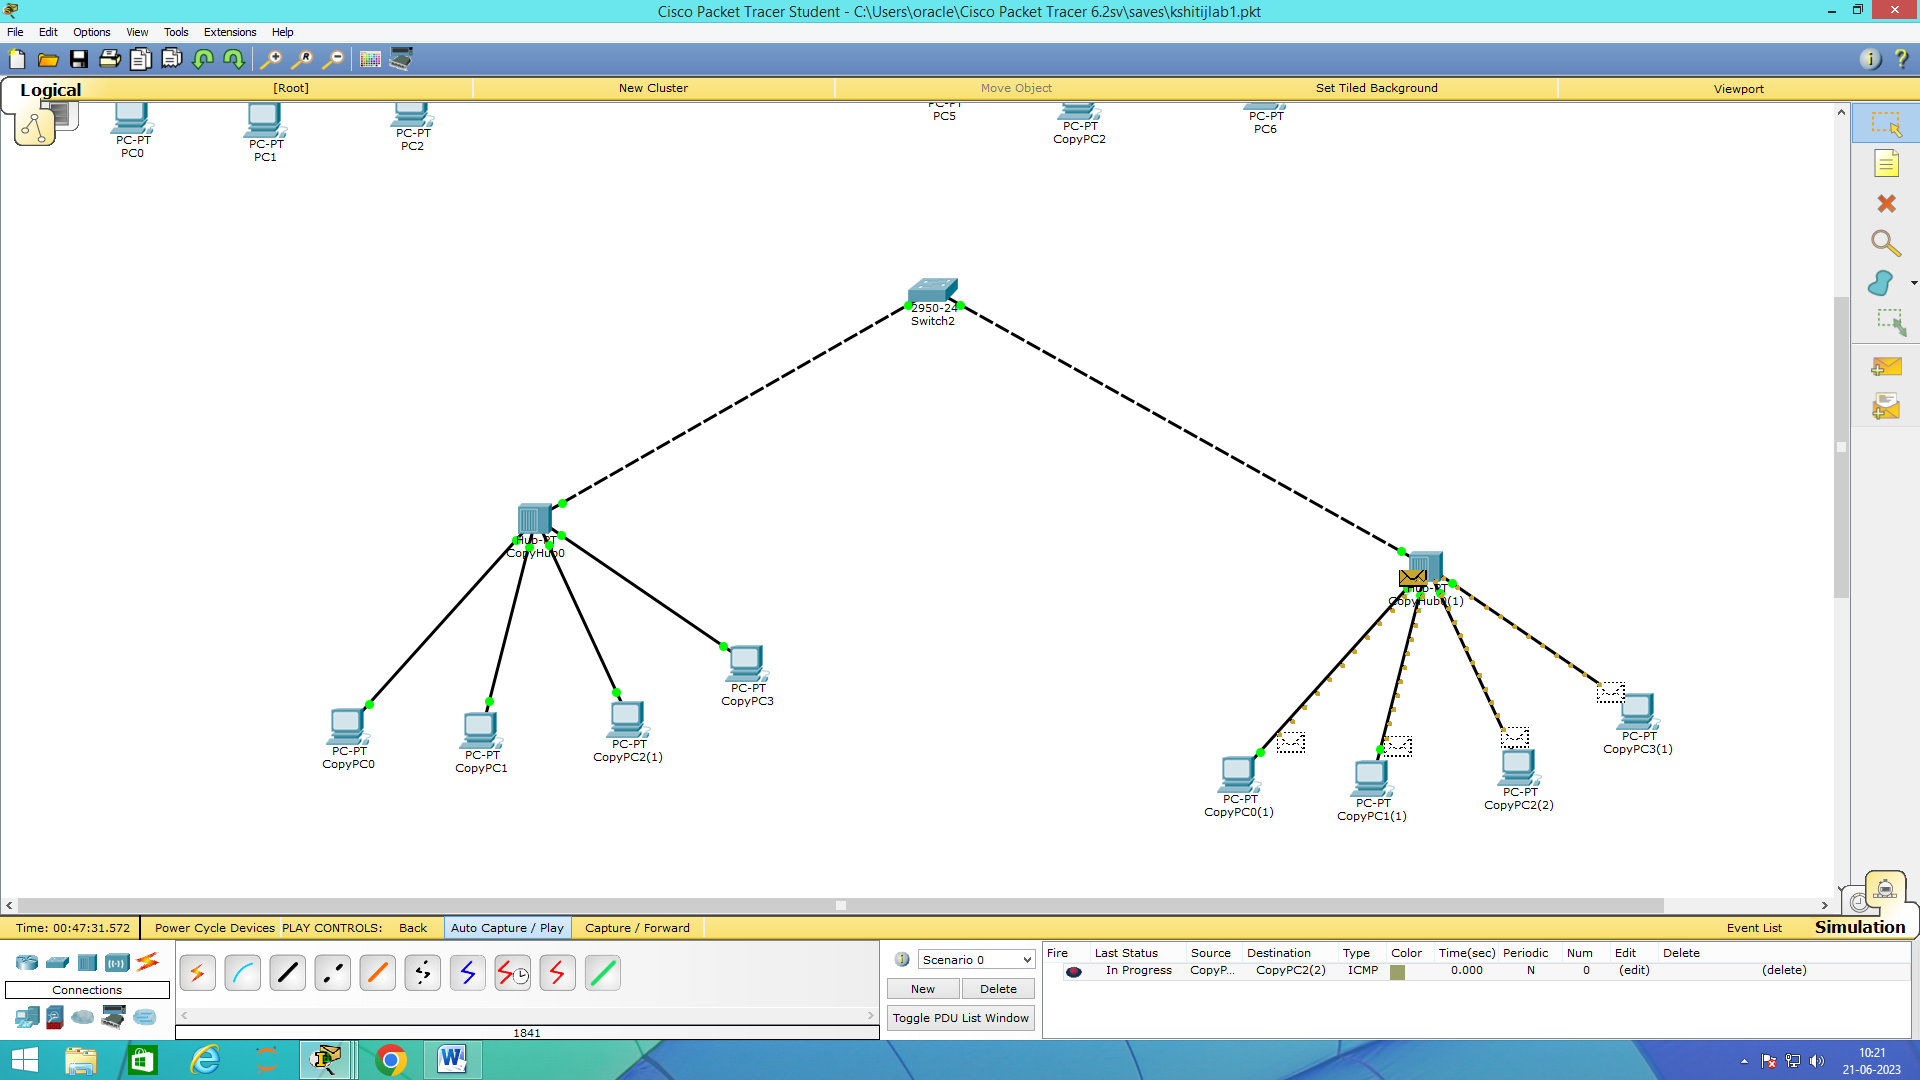 Cisco Packet Tracer Student - C:\Users\oracle\Cisco Packet Tracer 6.2sv\saves\kshitijlab1.pkt
File Edit Options View Tools Extensions Help
Logical [Root] New Cluster Move Object Set Tiled Background Viewport
PC-PT
PC0
PC-PT
PC1
PC-PT
PC2
PC-PT
PC5
PC-PT
CopyPC2
PC-PT
PC6
2950-24
Switch2
Hub-PT
CopyHub0
Hub-PT
CopyHub0(1)
PC-PT
CopyPC3
PC-PT
CopyPC0
PC-PT
CopyPC1
PC-PT
CopyPC2(1)
PC-PT
CopyPC3(1)
PC-PT
CopyPC0(1)
PC-PT
CopyPC1(1)
PC-PT
CopyPC2(2)
Time: 00:47:31.572 Power Cycle Devices PLAY CONTROLS: Back Auto Capture / Play Capture / Forward Event List Simulation
Connections
1841
Scenario 0
New Delete
Toggle PDU List Window
Fire Last Status Source Destination Type Color Time(sec) Periodic Num Edit Delete
In Progress CopyP... CopyPC2(2) ICMP 0.000 N 0 (edit) (delete)
10:21
21-06-2023